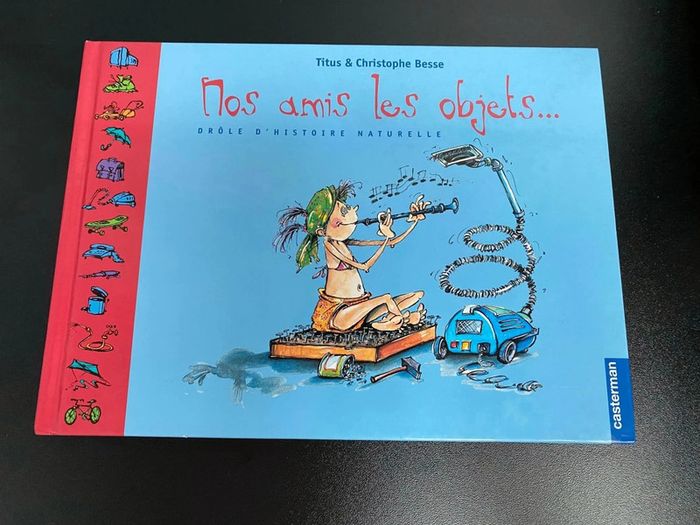 Titus & Christophe Besse
Nos amis les objets...
DRÔLE D'HISTOIRE NATURELLE
casterman